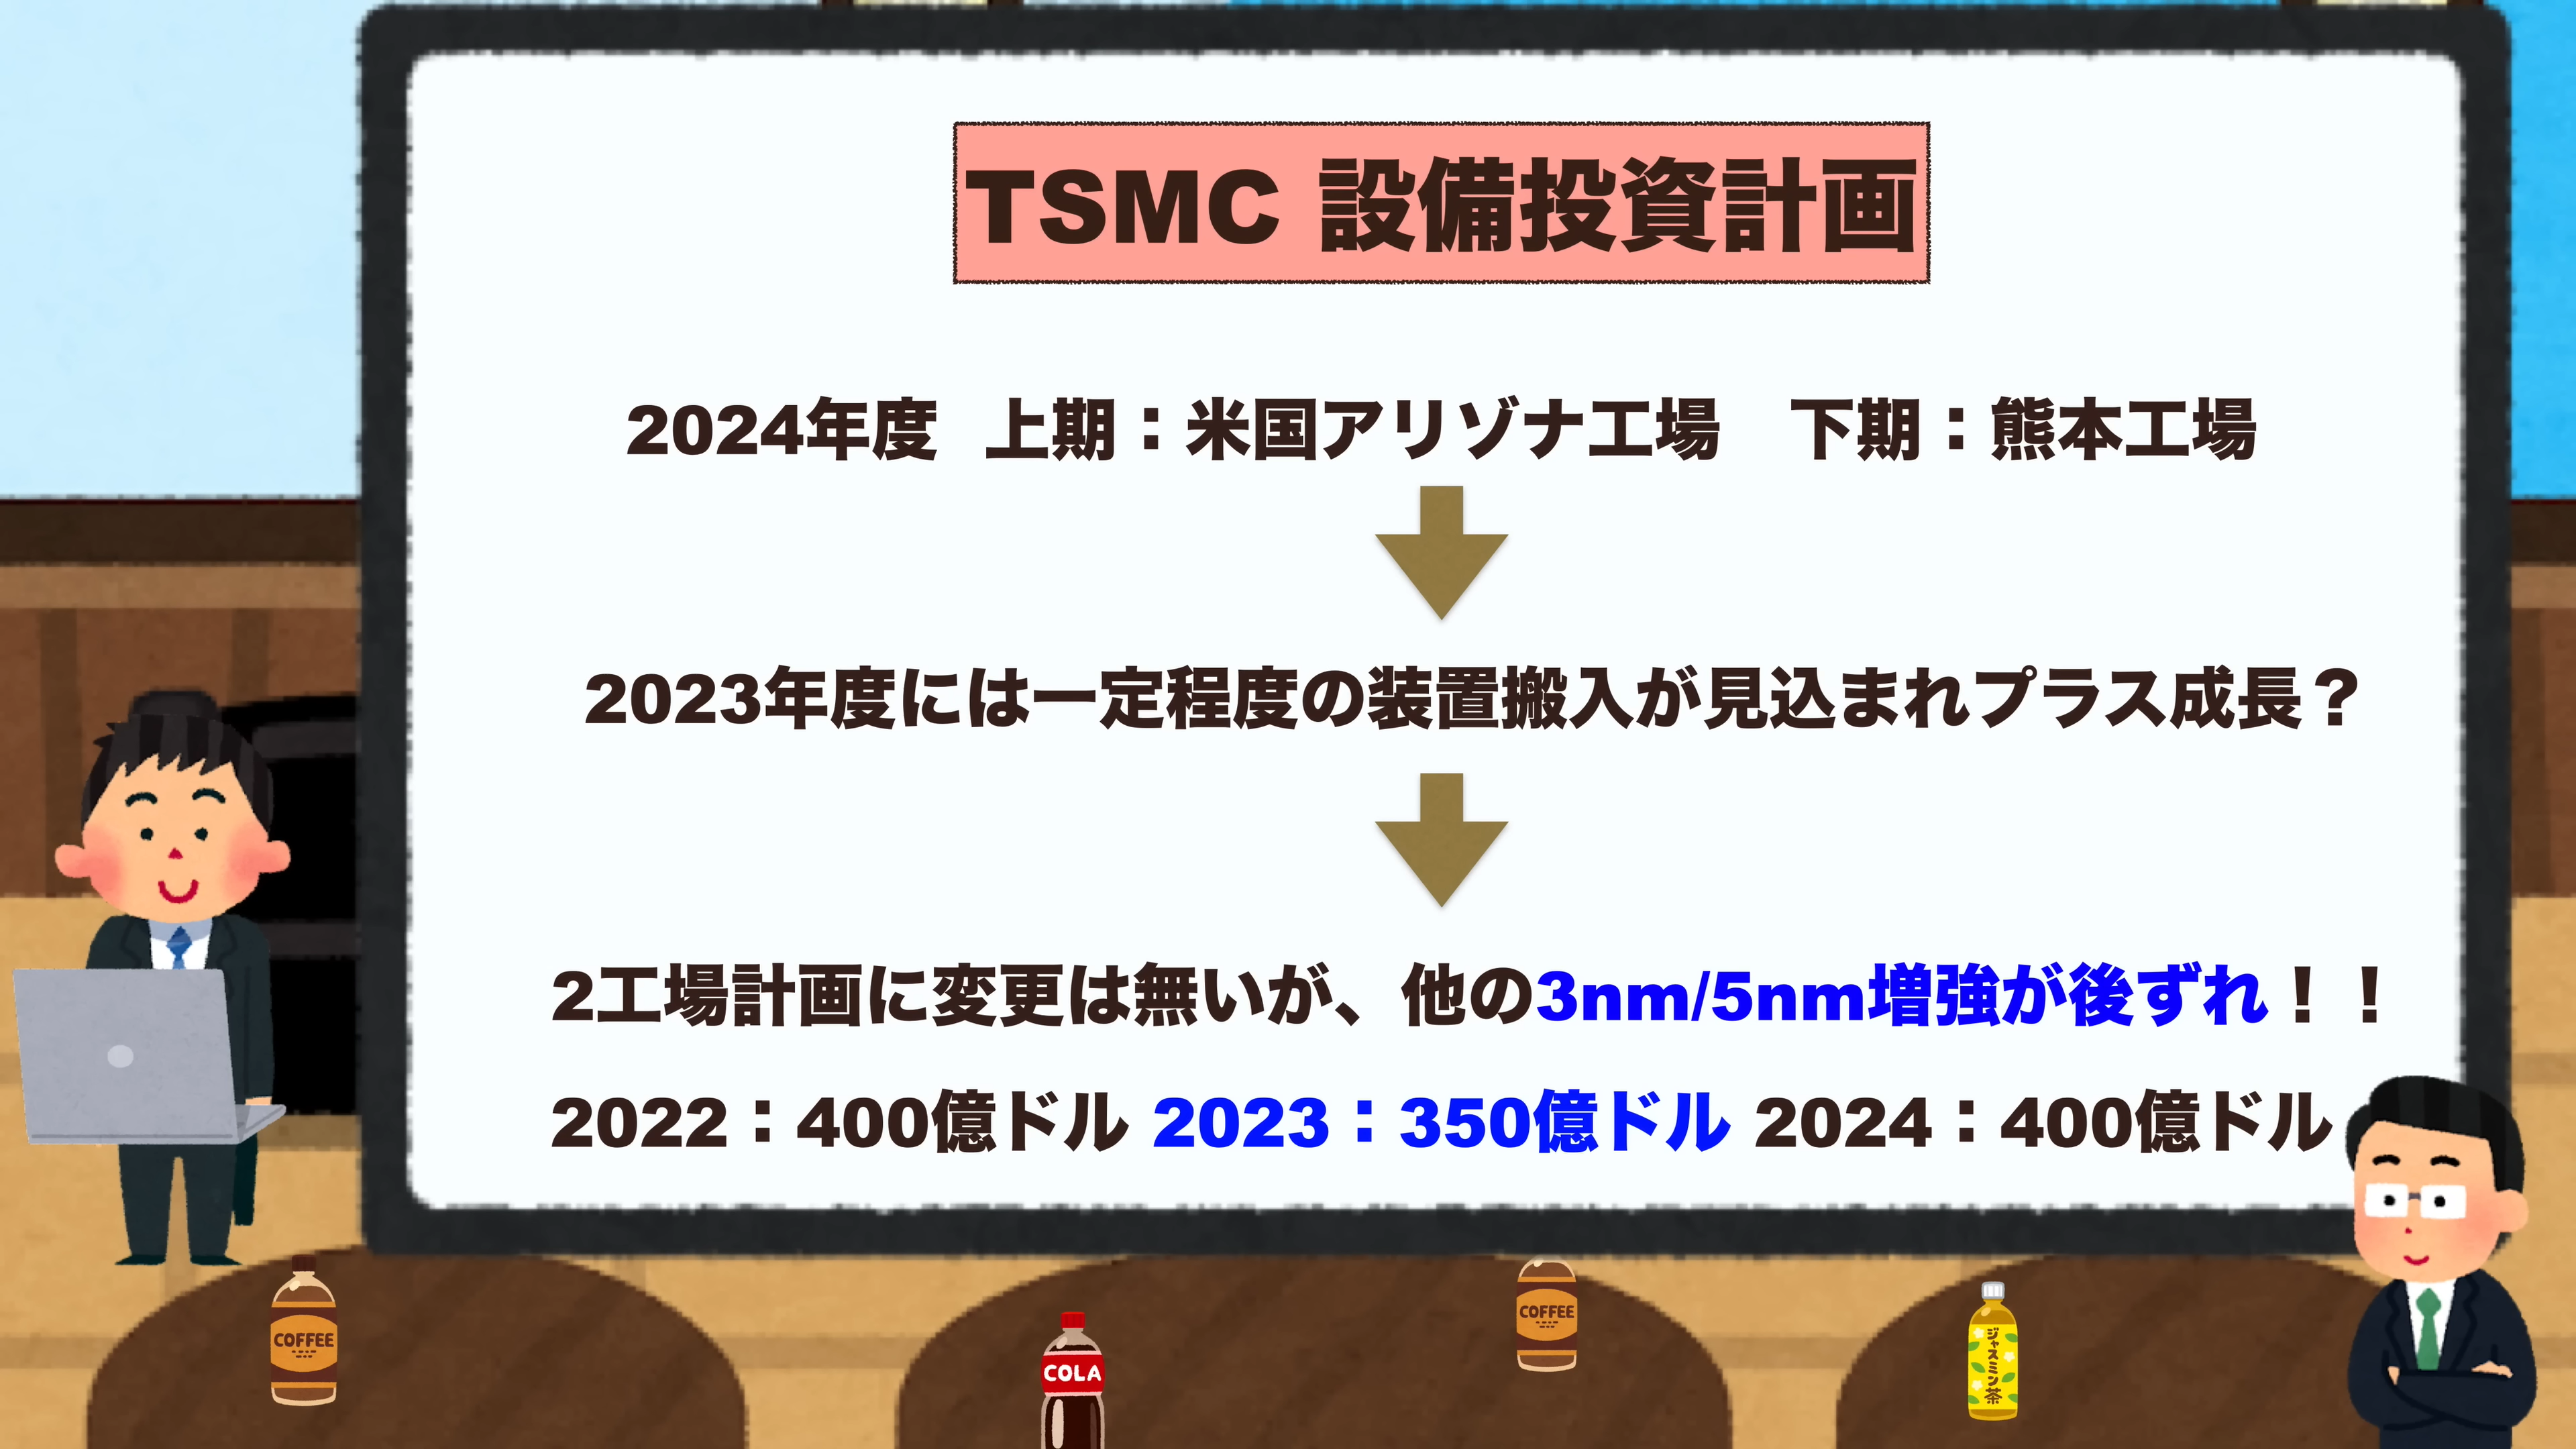 TSMC 設備投資計画
2024年度 上期：米国アリゾナ工場 下期：熊本工場
2023年度には一定程度の装置搬入が見込まれプラス成長？
2工場計画に変更は無いが、他の3nm/5nm増強が後ずれ！！
2022：400億ドル 2023：350億ドル 2024：400億ドル
COFFEE
COLA
COFFEE
ジャスミン茶